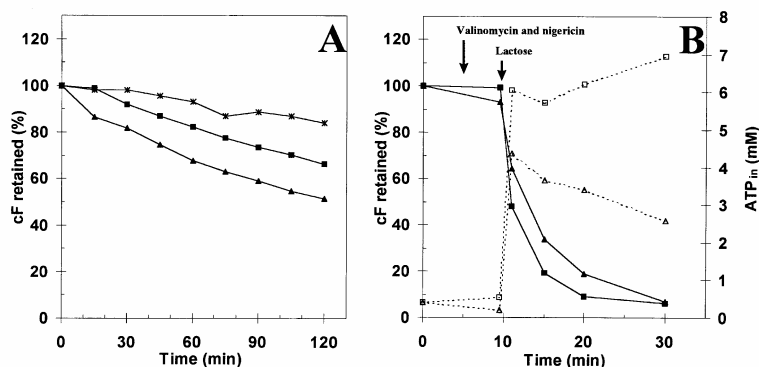 A
cF retained (%)
120
100
80
60
40
20
0
0 30 60 90 120
Time (min)
B
Valinomycin and nigericin
Lactose
cF retained (%)
120
100
80
60
40
20
0
0 10 20 30
Time (min)
8
7
6
5
4
3
2
1
0
ATPin (mM)